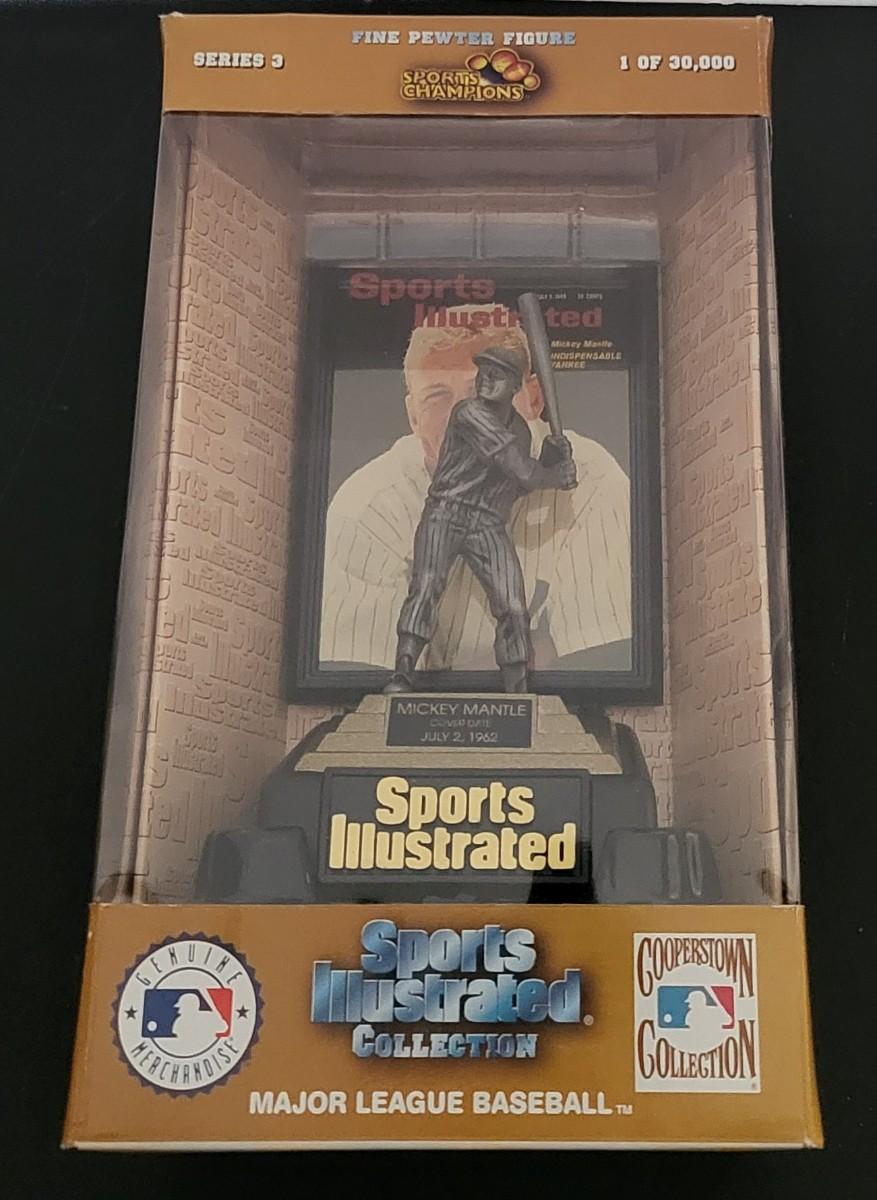 FINE PEWTER FIGURE
SERIES 3
1 OF 30,000
SPORTS
CHAMPIONS
Sports
Illustrated
Mickey Mantle
INDISPENSABLE
YANKEE
MICKEY MANTLE
COVER DATE
JULY 2, 1962
Sports
Illustrated
Sports
Illustrated®
COLLECTION
GENUINE
MERCHANDISE
COOPERSTOWN
COLLECTION
MAJOR LEAGUE BASEBALL™